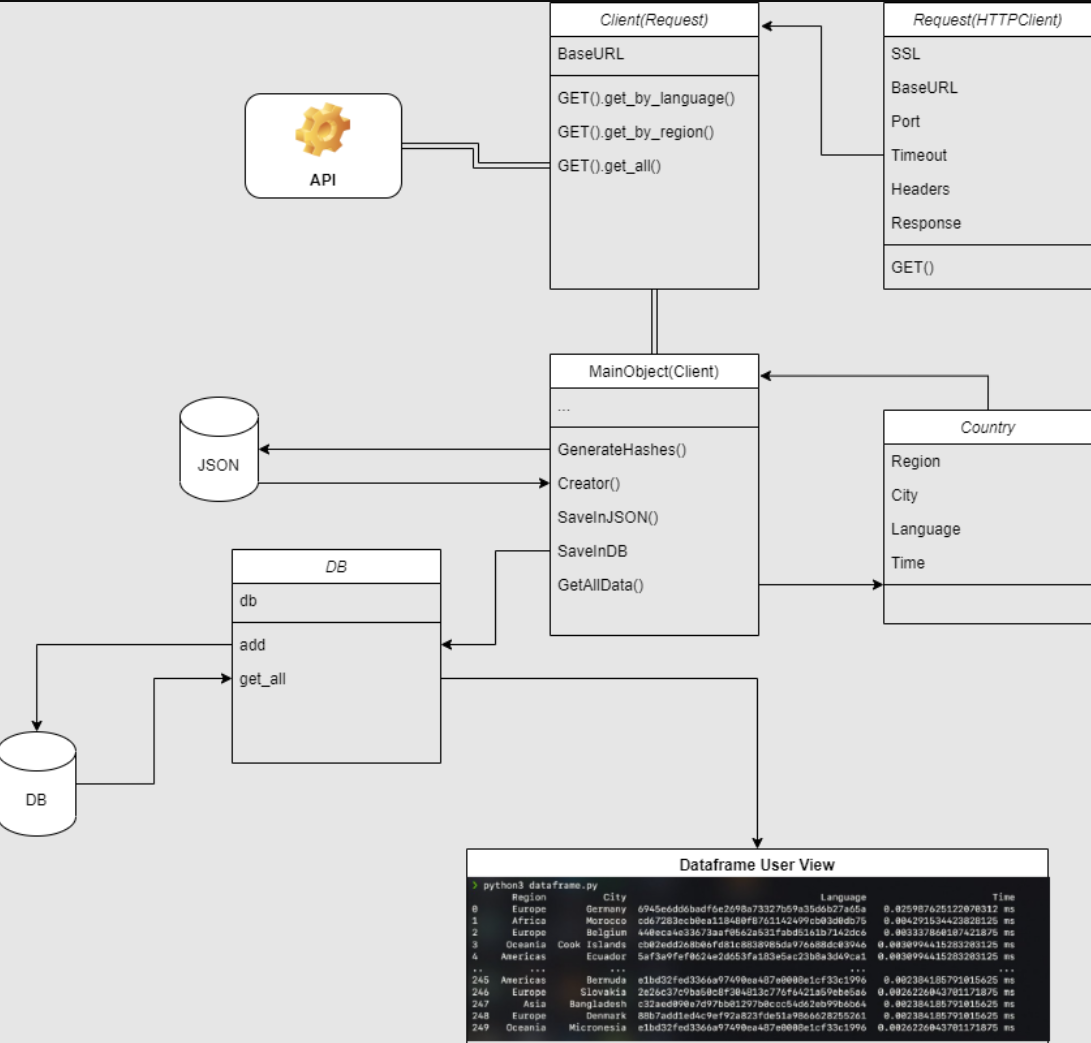 Client(Request)
BaseURL
GET().get_by_language()
GET().get_by_region()
GET().get_all()
Request(HTTPClient)
SSL
BaseURL
Port
Timeout
Headers
Response
GET()
API
MainObject(Client)
...
GenerateHashes()
Creator()
SaveInJSON()
SaveInDB
GetAllData()
JSON
Country
Region
City
Language
Time
DB
db
add
get_all
DB
Dataframe User View
❯ python3 dataframe.py
Region City Language Time
0 Europe Germany 6945e6dd6badf6e2698a73327b59a35d6b27a65a 0.025987625122070312 ms
1 Africa Morocco cd67283ecb0ea118480f8761142499cb03d0db75 0.004291534423828125 ms
2 Europe Belgium 440eca4e33673aaf0562a531fabd5161b7142dc6 0.003337860107421875 ms
3 Oceania Cook Islands cb02edd268b06fd81c8838985da976688dc03946 0.0030994415283203125 ms
4 Americas Ecuador 5af3a9fef0624e2d653fa183e5ac23b8a3d49ca1 0.0030994415283203125 ms
.. ... ... ... ...
245 Americas Bermuda e1bd32fed3366a97490ea487e0008e1cf33c1996 0.002384185791015625 ms
246 Europe Slovakia 2e26c37c9ba50c8f304813c776f6421a59ebe5a6 0.0026226043701171875 ms
247 Asia Bangladesh c32aed090e7d97bb01297b0ccc54d62eb99b6b64 0.002384185791015625 ms
248 Europe Denmark 88b7add1ed4c9ef92a823fde51a9866628255261 0.002384185791015625 ms
249 Oceania Micronesia e1bd32fed3366a97490ea487e0008e1cf33c1996 0.0026226043701171875 ms